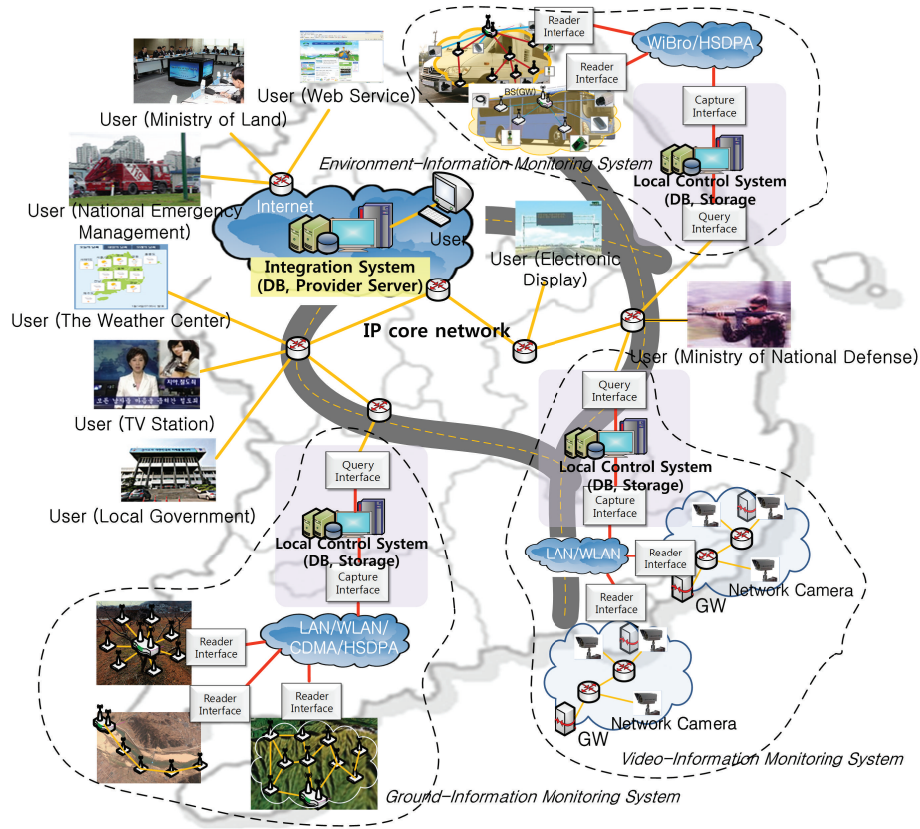 Reader
Interface
WiBro/HSDPA
Reader
Interface
BS(GW)
Capture
Interface
User (Web Service)
User (Ministry of Land)
Environment-Information Monitoring System
Local Control System
(DB, Storage
Query
Interface
User (National Emergency
Management)
119
Internet
User
Integration System
(DB, Provider Server)
User (Electronic
Display)
User (The Weather Center)
IP core network
User (Ministry of National Defense)
User (TV Station)
Query
Interface
Local Control System
(DB, Storage)
Capture
Interface
User (Local Government)
Query
Interface
Local Control System
(DB, Storage)
Capture
Interface
LAN/WLAN
Reader
Interface
GW
Network Camera
Reader
Interface
LAN/WLAN/
CDMA/HSDPA
Reader
Interface
Reader
Interface
Reader
Interface
Network Camera
GW
Video-Information Monitoring System
Ground-Information Monitoring System